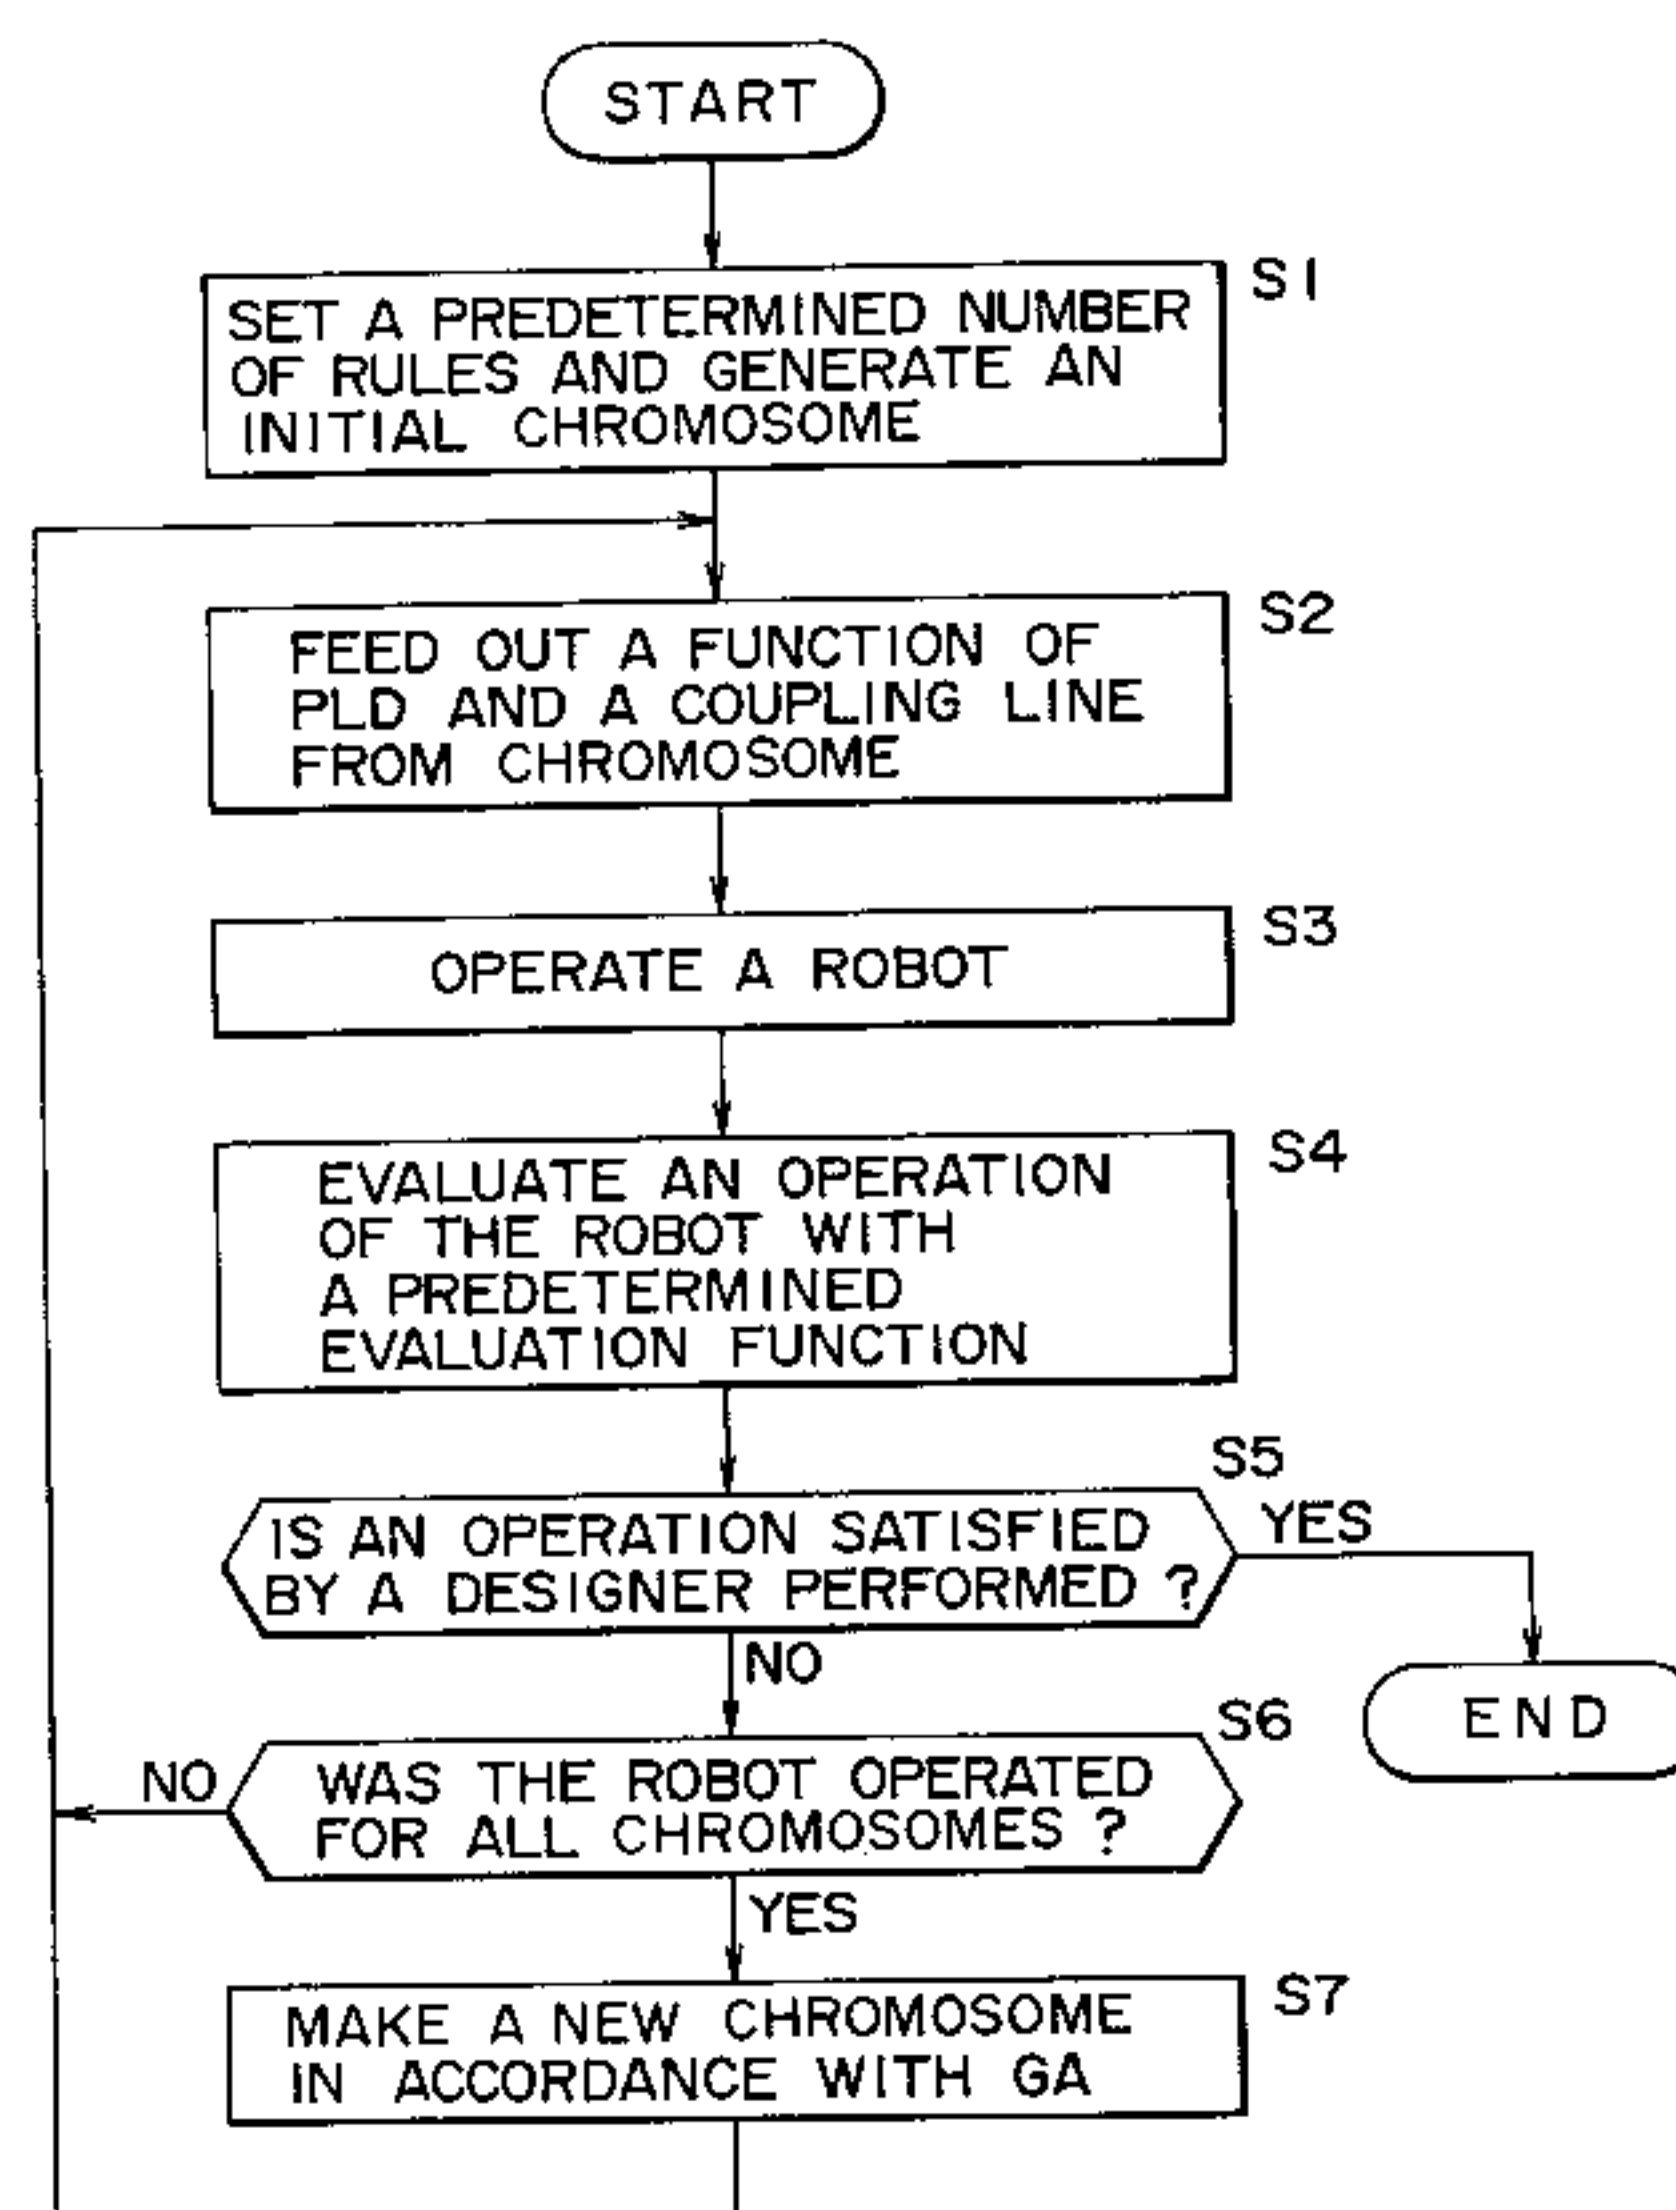 START
S1
SET A PREDETERMINED NUMBER
OF RULES AND GENERATE AN
INITIAL CHROMOSOME
S2
FEED OUT A FUNCTION OF
PLD AND A COUPLING LINE
FROM CHROMOSOME
S3
OPERATE A ROBOT
S4
EVALUATE AN OPERATION
OF THE ROBOT WITH
A PREDETERMINED
EVALUATION FUNCTION
S5
IS AN OPERATION SATISFIED
BY A DESIGNER PERFORMED ?
YES
NO
END
S6
WAS THE ROBOT OPERATED
FOR ALL CHROMOSOMES ?
NO
YES
S7
MAKE A NEW CHROMOSOME
IN ACCORDANCE WITH GA